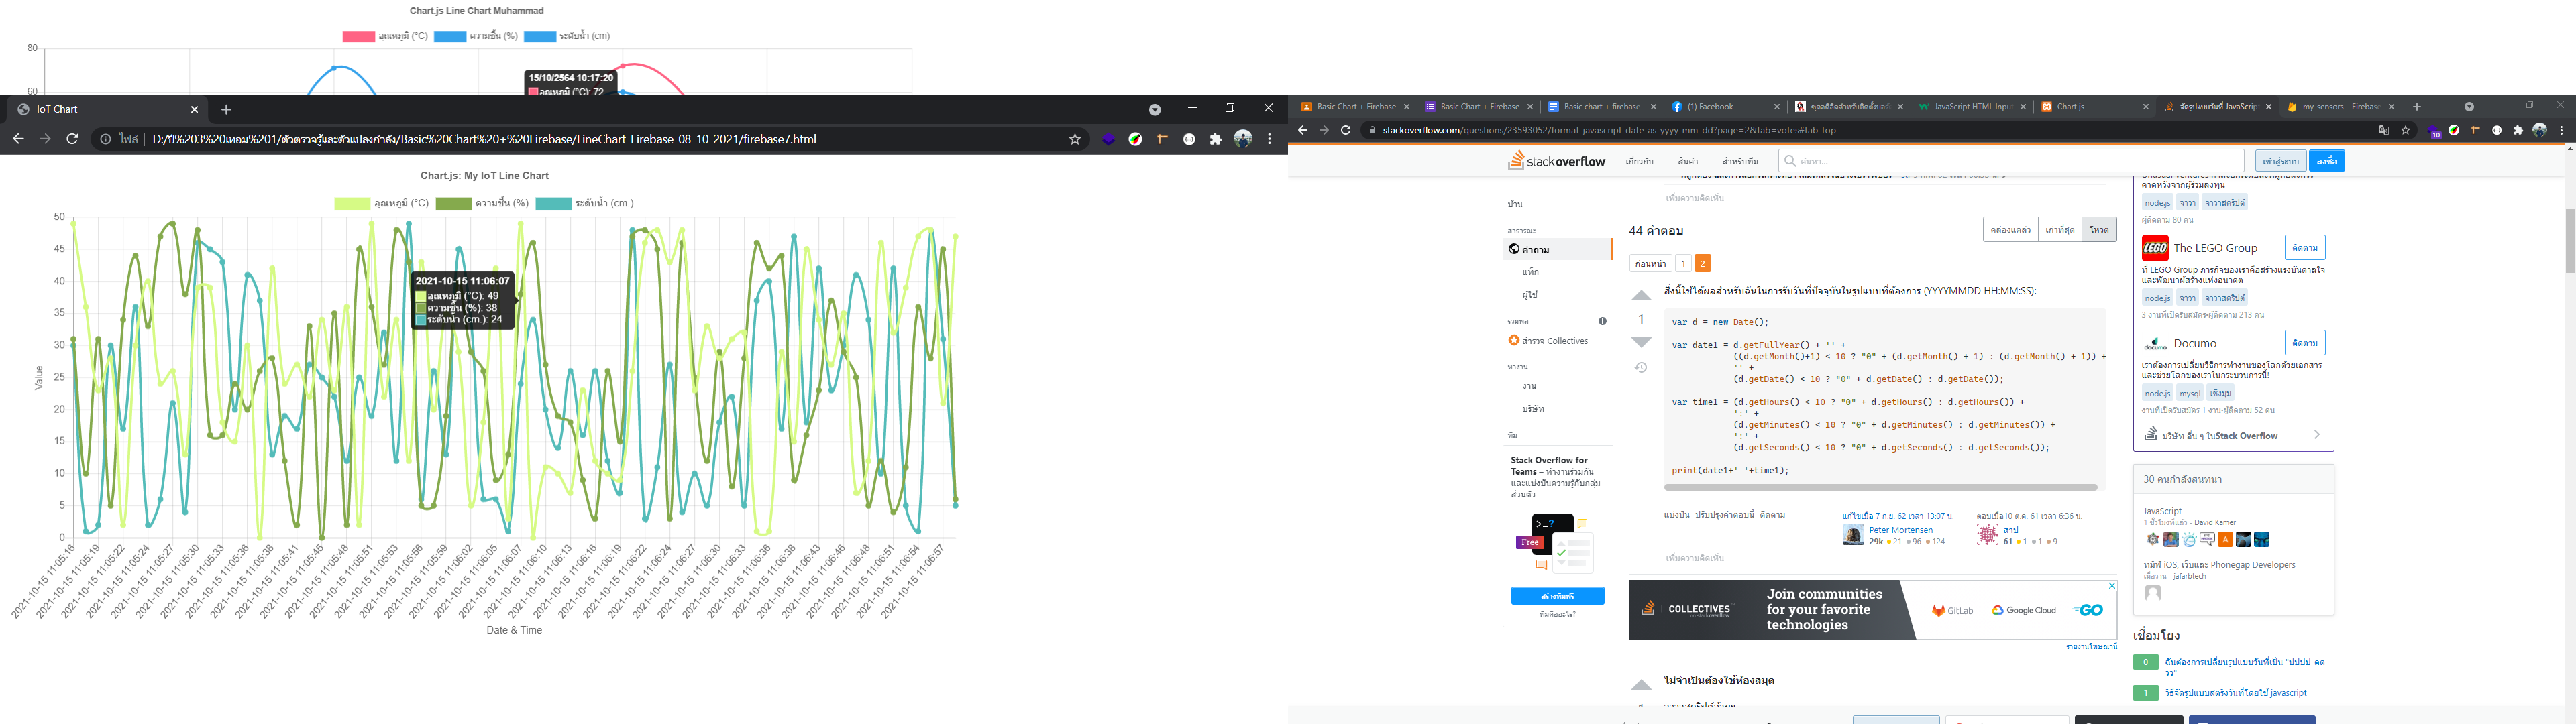 Chart.js Line Chart Muhammad
อุณหภูมิ (°C) ความชื้น (%) ระดับน้ำ (cm)
80
60
15/10/2564 10:17:20
อุณหภูมิ (°C): 72
IoT Chart
ไฟล์ D:/ปี%203%20เทอม%201/ตัวตรวจรู้และตัวแปลงกำลัง/Basic%20Chart%20+%20Firebase/LineChart_Firebase_08_10_2021/firebase7.html
Chart.js: My IoT Line Chart
อุณหภูมิ (°C) ความชื้น (%) ระดับน้ำ (cm.)
50
45
40
35
30
25
20
15
10
5
0
Value
2021-10-15 11:06:07
อุณหภูมิ (°C): 49
ความชื้น (%): 38
ระดับน้ำ (cm.): 24
2021-10-15 11:05:16
2021-10-15 11:05:19
2021-10-15 11:05:22
2021-10-15 11:05:24
2021-10-15 11:05:27
2021-10-15 11:05:30
2021-10-15 11:05:33
2021-10-15 11:05:36
2021-10-15 11:05:38
2021-10-15 11:05:41
2021-10-15 11:05:45
2021-10-15 11:05:48
2021-10-15 11:05:51
2021-10-15 11:05:53
2021-10-15 11:05:56
2021-10-15 11:05:59
2021-10-15 11:06:02
2021-10-15 11:06:05
2021-10-15 11:06:07
2021-10-15 11:06:10
2021-10-15 11:06:13
2021-10-15 11:06:16
2021-10-15 11:06:19
2021-10-15 11:06:22
2021-10-15 11:06:24
2021-10-15 11:06:27
2021-10-15 11:06:30
2021-10-15 11:06:33
2021-10-15 11:06:36
2021-10-15 11:06:38
2021-10-15 11:06:43
2021-10-15 11:06:46
2021-10-15 11:06:48
2021-10-15 11:06:51
2021-10-15 11:06:54
2021-10-15 11:06:57
Date & Time
Basic Chart + Firebase
Basic Chart + Firebase
Basic chart + firebase
(1) Facebook
JavaScript HTML Input
Chart js
จัดรูปแบบวันที่ JavaScript
my-sensors – Firebase
stackoverflow.com/questions/23593052/format-javascript-date-as-yyyy-mm-dd?page=2&tab=votes#tab-top
10
stackoverflow เกี่ยวกับ สินค้า สำหรับทีม ค้นหา... เข้าสู่ระบบ ลงชื่อ
บ้าน
สาธารณะ
คำถาม
แท็ก
ผู้ใช้
รวมพล
สำรวจ Collectives
หางาน
งาน
บริษัท
ทีม
Stack Overflow for
Teams – ทำงานร่วมกัน
และแบ่งปันความรู้กับกลุ่ม
ส่วนตัว
>_?
Free
สร้างทีมฟรี
ทีมคืออะไร?
เพิ่มความคิดเห็น
44 คำตอบ
คล่องแคล่ว เก่าที่สุด โหวต
ก่อนหน้า 1 2
1
สิ่งนี้ใช้ได้ผลสำหรับฉันในการรับวันที่ปัจจุบันในรูปแบบที่ต้องการ (YYYYMMDD HH:MM:SS):
var d = new Date();
var date1 = d.getFullYear() + '' +
((d.getMonth()+1) < 10 ? "0" + (d.getMonth() + 1) : (d.getMonth() + 1)) +
'' +
(d.getDate() < 10 ? "0" + d.getDate() : d.getDate());
var time1 = (d.getHours() < 10 ? "0" + d.getHours() : d.getHours()) +
':' +
(d.getMinutes() < 10 ? "0" + d.getMinutes() : d.getMinutes()) +
':' +
(d.getSeconds() < 10 ? "0" + d.getSeconds() : d.getSeconds());
print(date1+' '+time1);
แบ่งปัน ปรับปรุงคำตอบนี้ ติดตาม
แก้ไขเมื่อ 7 ก.ย. 62 เวลา 13:07 น.
Peter Mortensen
29k 21 96 124
ตอบเมื่อ10 ต.ค. 61 เวลา 6:36 น.
สาป
61 1 1 9
เพิ่มความคิดเห็น
COLLECTIVES
on stackoverflow
Join communities
for your favorite
technologies
GitLab Google Cloud GO
รายงานโฆษณานี้
ไม่จำเป็นต้องใช้ห้องสมุด
คาดหวังจากผู้ร่วมลงทุน
node.js จาวา จาวาสคริปต์
ผู้ติดตาม 80 คน
LEGO
The LEGO Group ติดตาม
ที่ LEGO Group ภารกิจของเราคือสร้างแรงบันดาลใจ
และพัฒนาผู้สร้างแห่งอนาคต
node.js จาวา จาวาสคริปต์
3 งานที่เปิดรับสมัคร·ผู้ติดตาม 213 คน
docuMo
Documo ติดตาม
เราต้องการเปลี่ยนวิธีการทำงานของโลกด้วยเอกสาร
และช่วยโลกของเราในกระบวนการนี้!
node.js mysql เชิงมุม
งานที่เปิดรับสมัคร 1 งาน·ผู้ติดตาม 52 คน
บริษัท อื่น ๆ ในStack Overflow
30 คนกำลังสนทนา
JavaScript
1 ชั่วโมงที่แล้ว - David Kamer
ทมิฬ iOS, เว็บและ Phonegap Developers
เมื่อวาน - jafarbtech
เชื่อมโยง
0 ฉันต้องการเปลี่ยนรูปแบบวันที่เป็น "ปปปป-ดด-
วว"
1 วิธีจัดรูปแบบสตริงวันที่โดยใช้ javascript